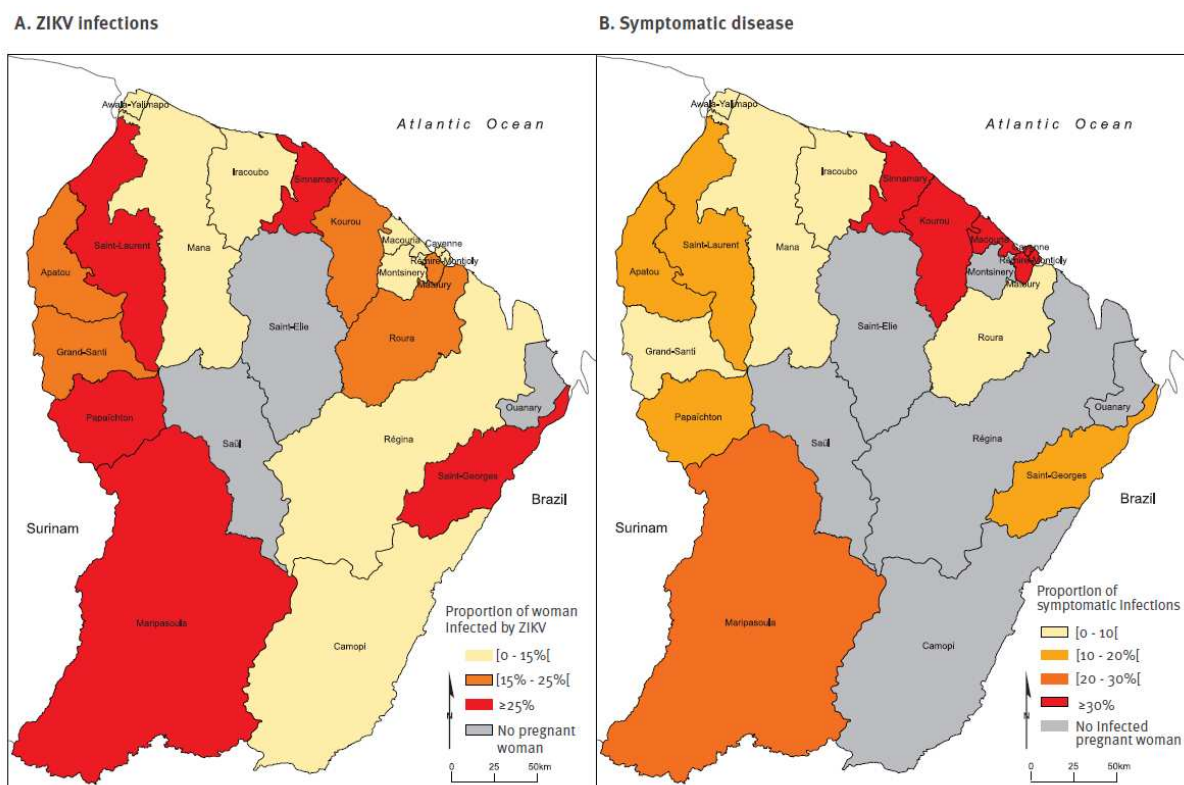 A. ZIKV infections
Awala-Yalimapo
Atlantic Ocean
Iracoubo
Sinnamary
Kourou
Saint-Laurent
Mana
Macouria
Cayenne
Rémire-Montjoly
Montsinery
Matoury
Apatou
Saint-Elie
Roura
Grand-Santi
Ouanary
Papaïchton
Régina
Saül
Saint-Georges
Brazil
Surinam
Maripasoula
Camopi
Proportion of woman
Infected by ZIKV
[0 - 15%[
[15% - 25%[
≥25%
No pregnant
woman
N
0 25 50km
B. Symptomatic disease
Awala-Yalimapo
Atlantic Ocean
Iracoubo
Sinnamary
Kourou
Saint-Laurent
Mana
Macouria
Cayenne
Rémire-Montjoly
Montsinery
Matoury
Apatou
Saint-Elie
Roura
Grand-Santi
Ouanary
Papaïchton
Régina
Saül
Saint-Georges
Brazil
Surinam
Maripasoula
Camopi
Proportion of
symptomatic infections
[0 - 10[
[10 - 20%[
[20 - 30%[
≥30%
No Infected
pregnant woman
N
0 25 50km